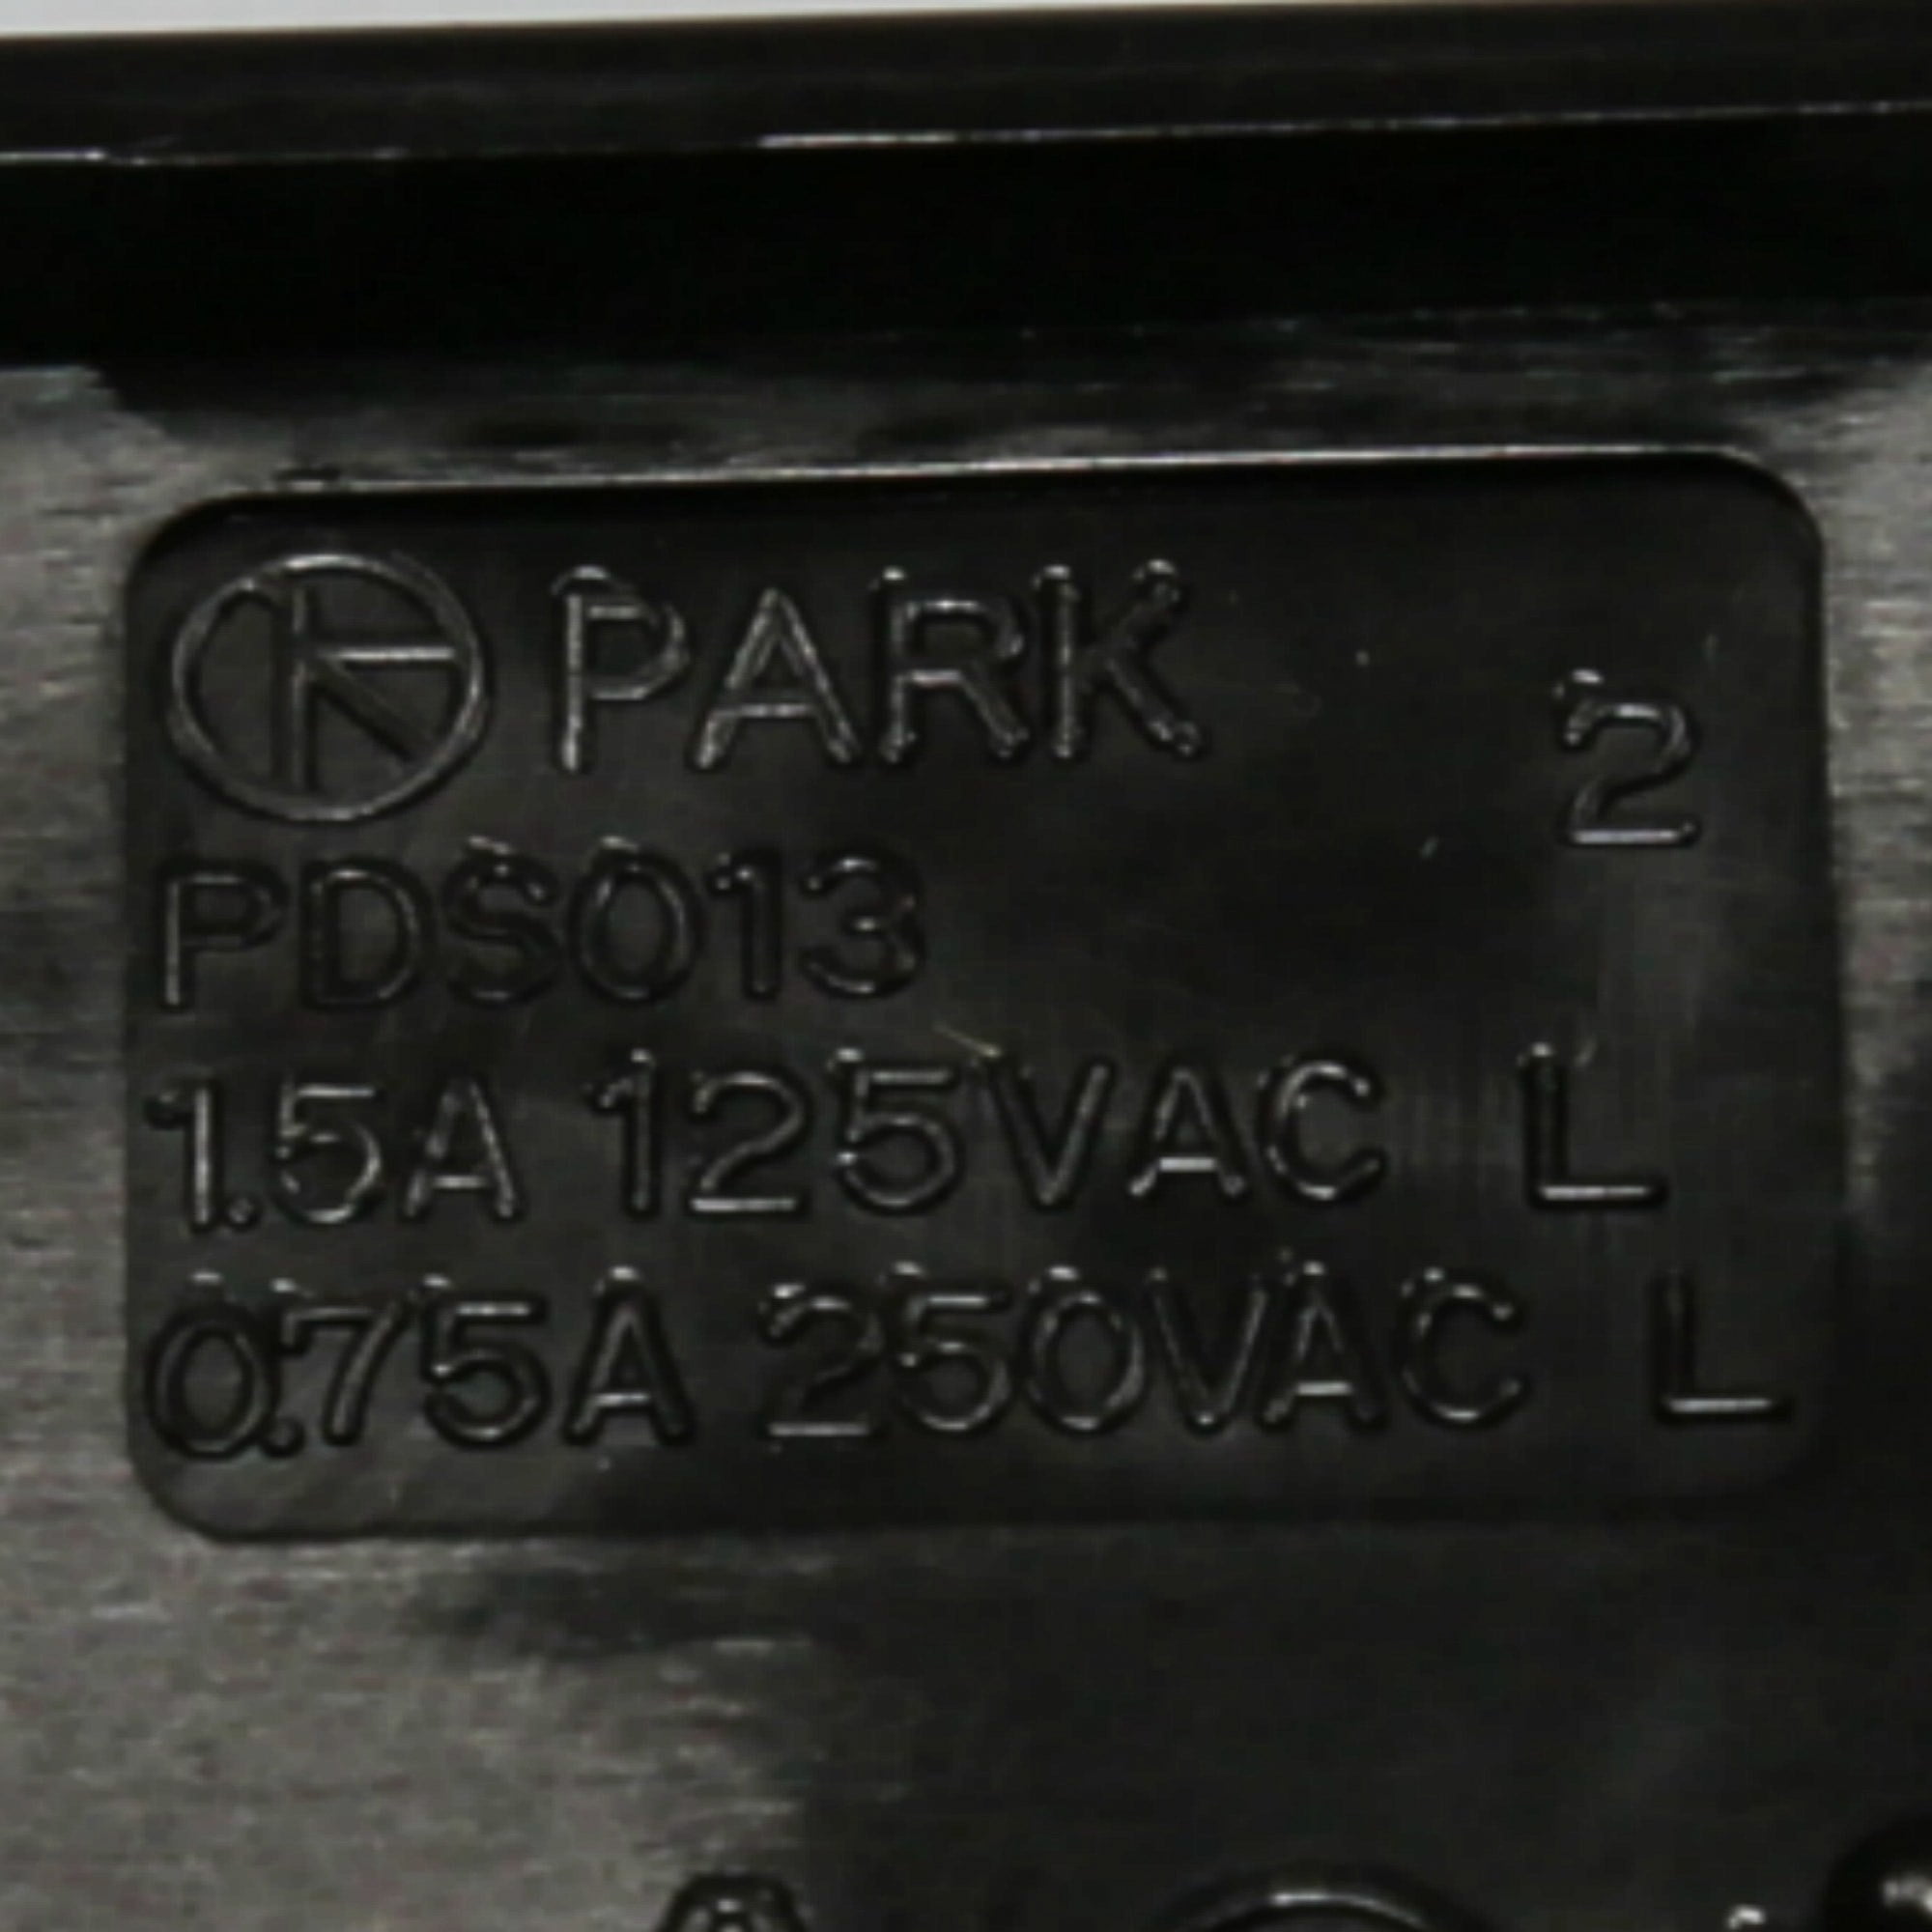 PARK 2
PDS013
1.5A 125VAC L
0.75A 250VAC L